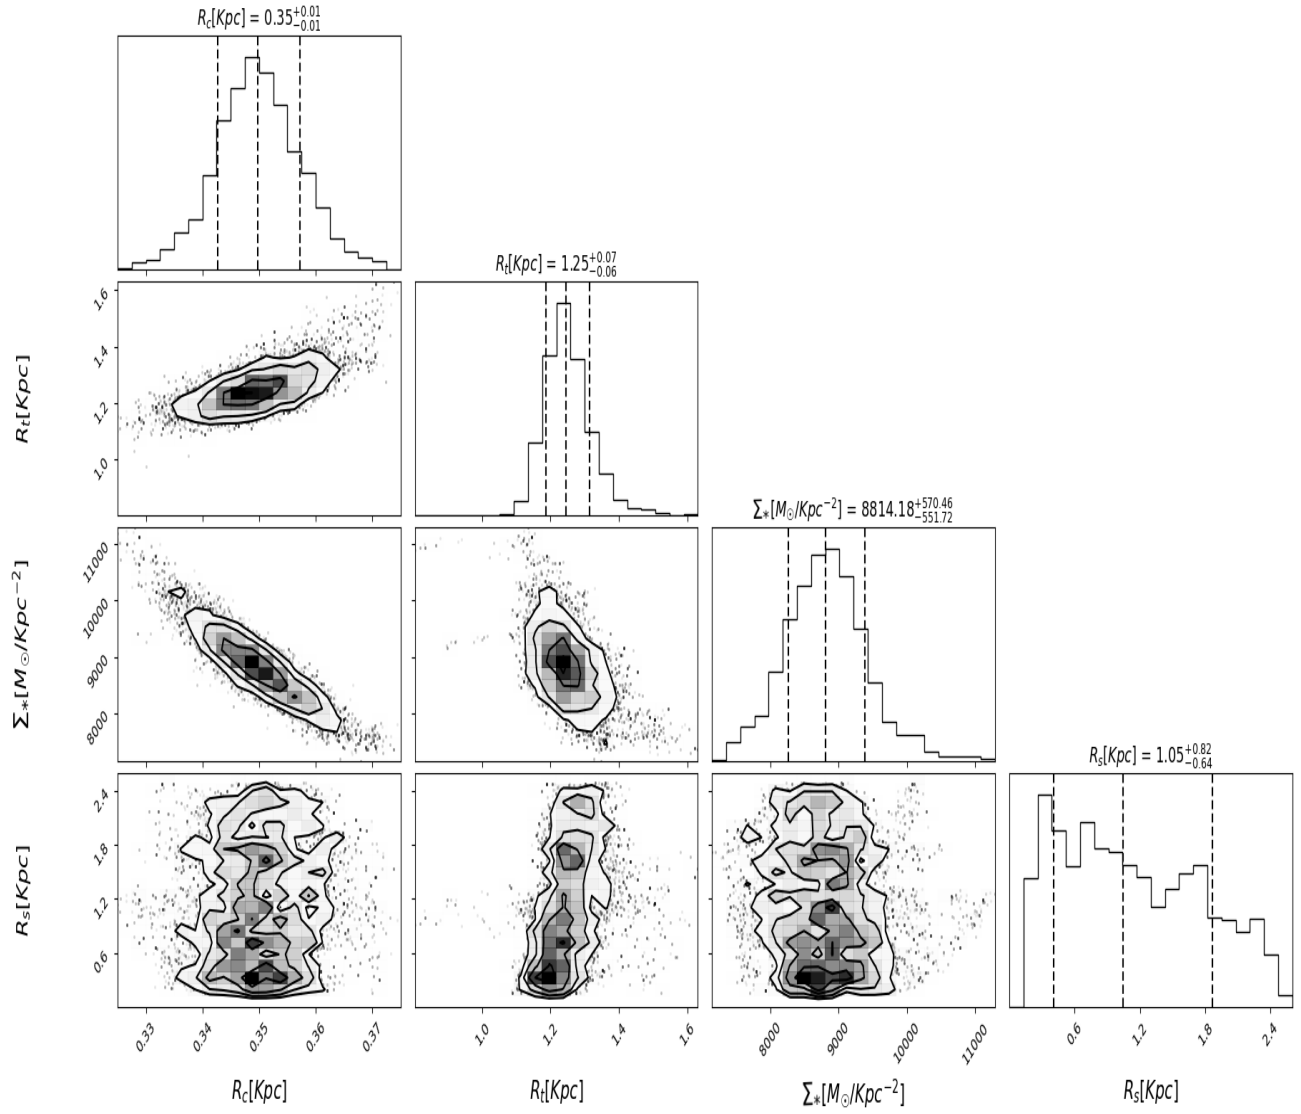 R_c[Kpc] = 0.35^{+0.01}_{−0.01}
R_t[Kpc] = 1.25^{+0.07}_{−0.06}
1.6
1.4
1.2
1.0
R_t[Kpc]
Σ_*[M_⊙/Kpc^{−2}] = 8814.18^{+570.46}_{−551.72}
11000
10000
9000
8000
Σ_*[M_⊙/Kpc^{−2}]
R_s[Kpc] = 1.05^{+0.82}_{−0.64}
2.4
1.8
1.2
0.6
R_s[Kpc]
0.33 0.34 0.35 0.36 0.37
1.0 1.2 1.4 1.6
8000 9000 10000 11000
0.6 1.2 1.8 2.4
R_c[Kpc]
R_t[Kpc]
Σ_*[M_⊙/Kpc^{−2}]
R_s[Kpc]